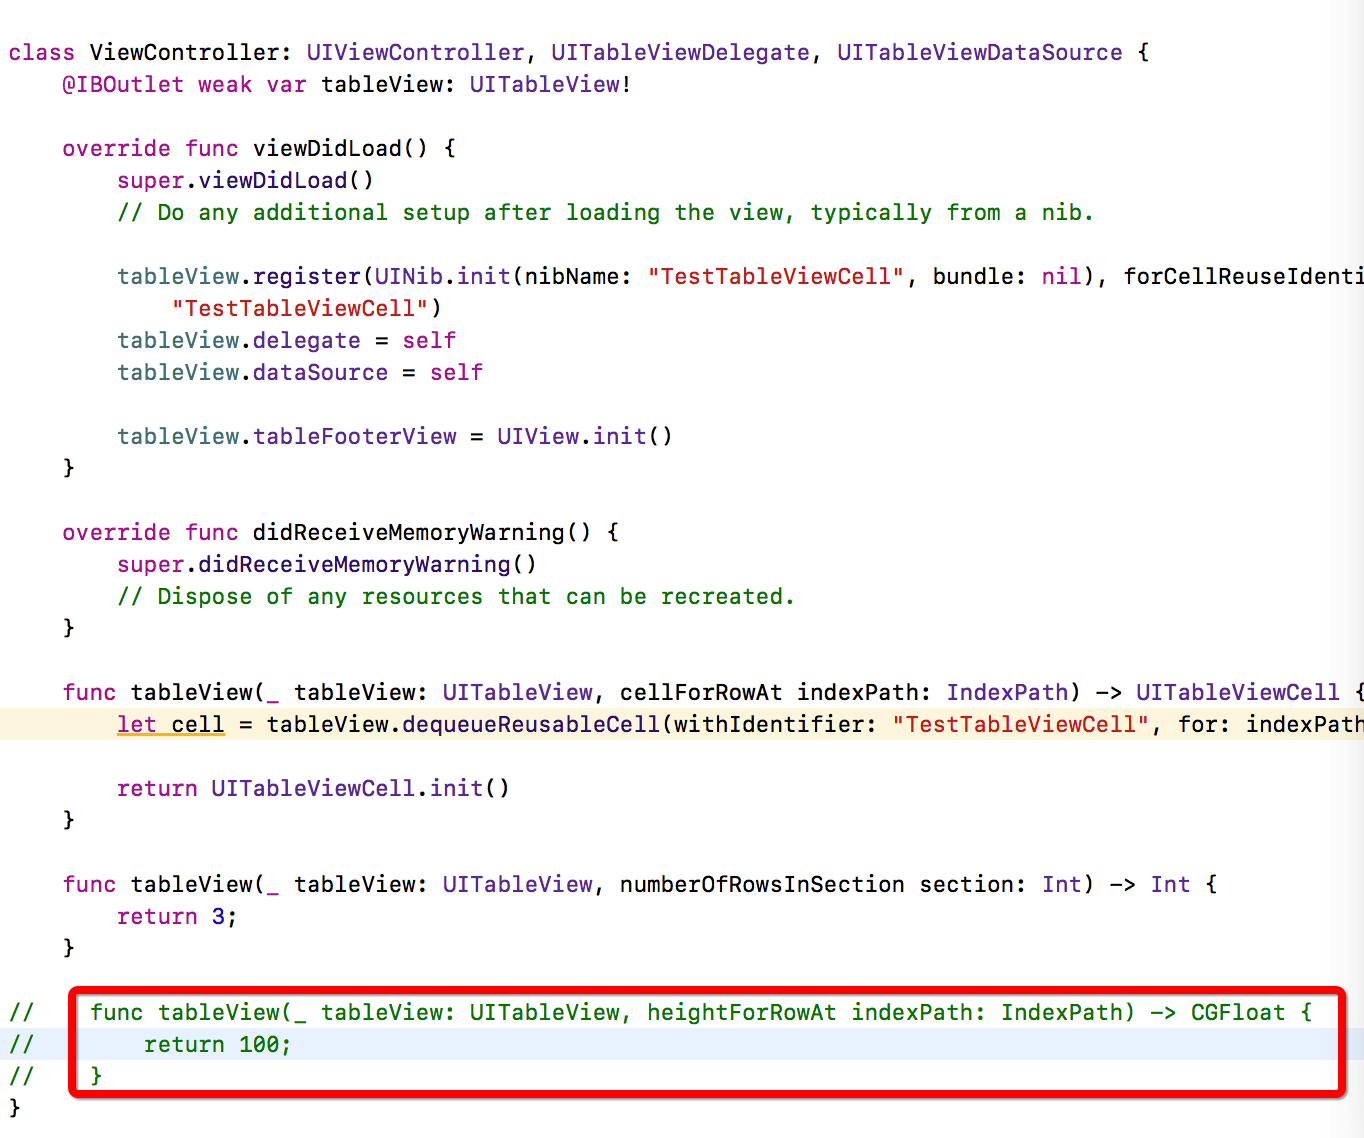 class ViewController: UIViewController, UITableViewDelegate, UITableViewDataSource {
    @IBOutlet weak var tableView: UITableView!
    override func viewDidLoad() {
        super.viewDidLoad()
        // Do any additional setup after loading the view, typically from a nib.
        tableView.register(UINib.init(nibName: "TestTableViewCell", bundle: nil), forCellReuseIdenti
            "TestTableViewCell")
        tableView.delegate = self
        tableView.dataSource = self
        tableView.tableFooterView = UIView.init()
    }
    override func didReceiveMemoryWarning() {
        super.didReceiveMemoryWarning()
        // Dispose of any resources that can be recreated.
    }
    func tableView(_ tableView: UITableView, cellForRowAt indexPath: IndexPath) -> UITableViewCell {
        let cell = tableView.dequeueReusableCell(withIdentifier: "TestTableViewCell", for: indexPath
        return UITableViewCell.init()
    }
    func tableView(_ tableView: UITableView, numberOfRowsInSection section: Int) -> Int {
        return 3;
    }
//    func tableView(_ tableView: UITableView, heightForRowAt indexPath: IndexPath) -> CGFloat {
//        return 100;
//    }
}